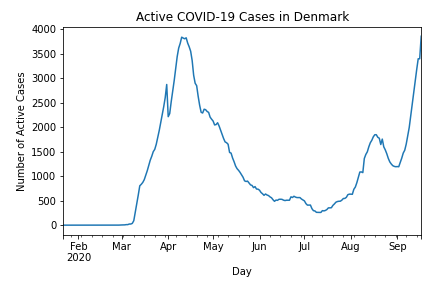 Active COVID-19 Cases in Denmark
Number of Active Cases
4000
3500
3000
2500
2000
1500
1000
500
0
Feb Mar Apr May Jun Jul Aug Sep
2020
Day